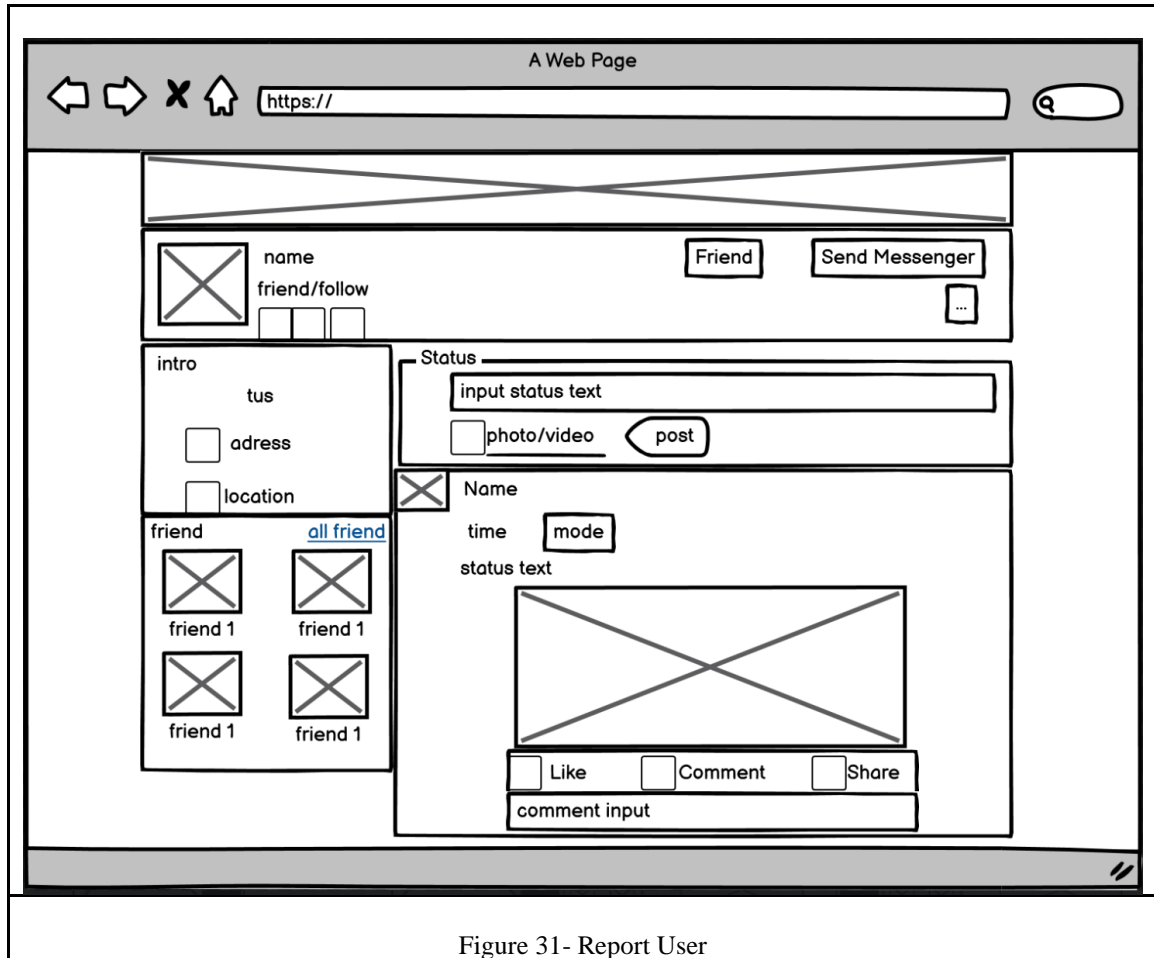 A Web Page
https://
name
Friend
Send Messenger
friend/follow
...
intro
tus
adress
location
friend
all friend
friend 1
friend 1
friend 1
friend 1
Status
input status text
photo/video
post
Name
time
mode
status text
Like
Comment
Share
comment input
Figure 31- Report User